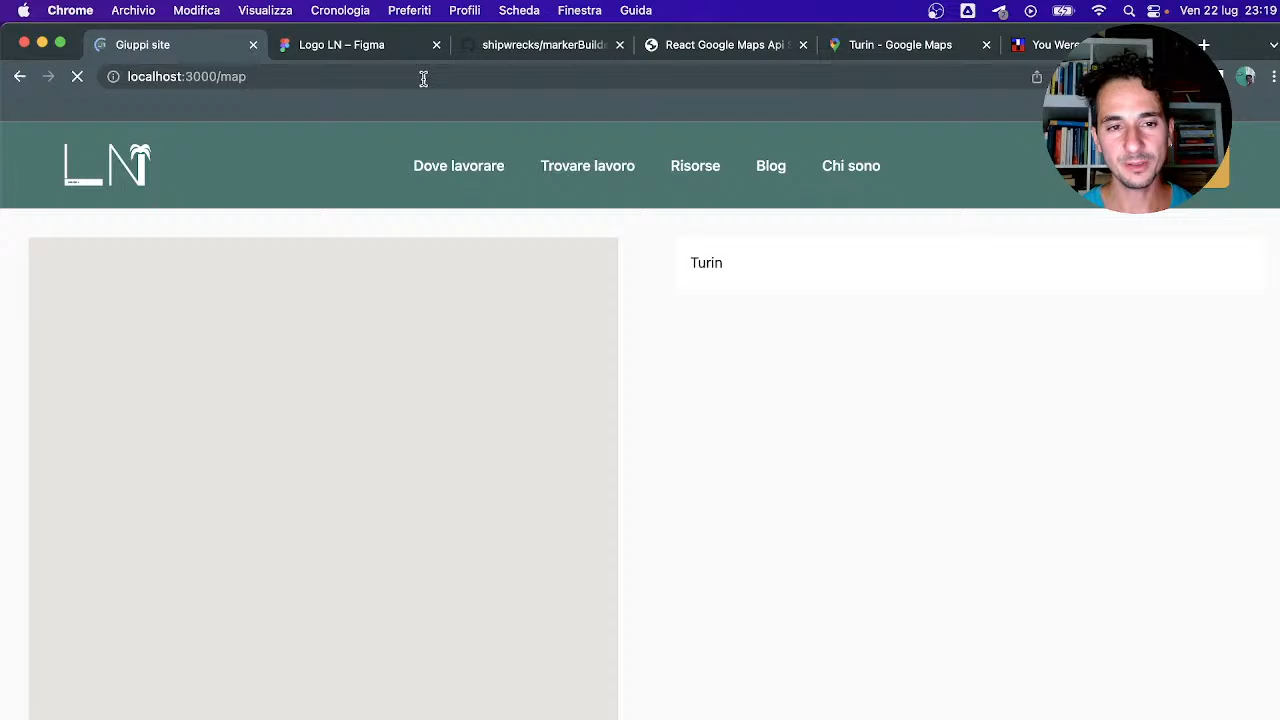 Chrome Archivio Modifica Visualizza Cronologia Preferiti Profili Scheda Finestra Guida Ven 22 lug 23:19
Giuppi site Logo LN – Figma shipwrecks/markerBuild React Google Maps Api S Turin - Google Maps You Were
localhost:3000/map
LN Dove lavorare Trovare lavoro Risorse Blog Chi sono
Turin